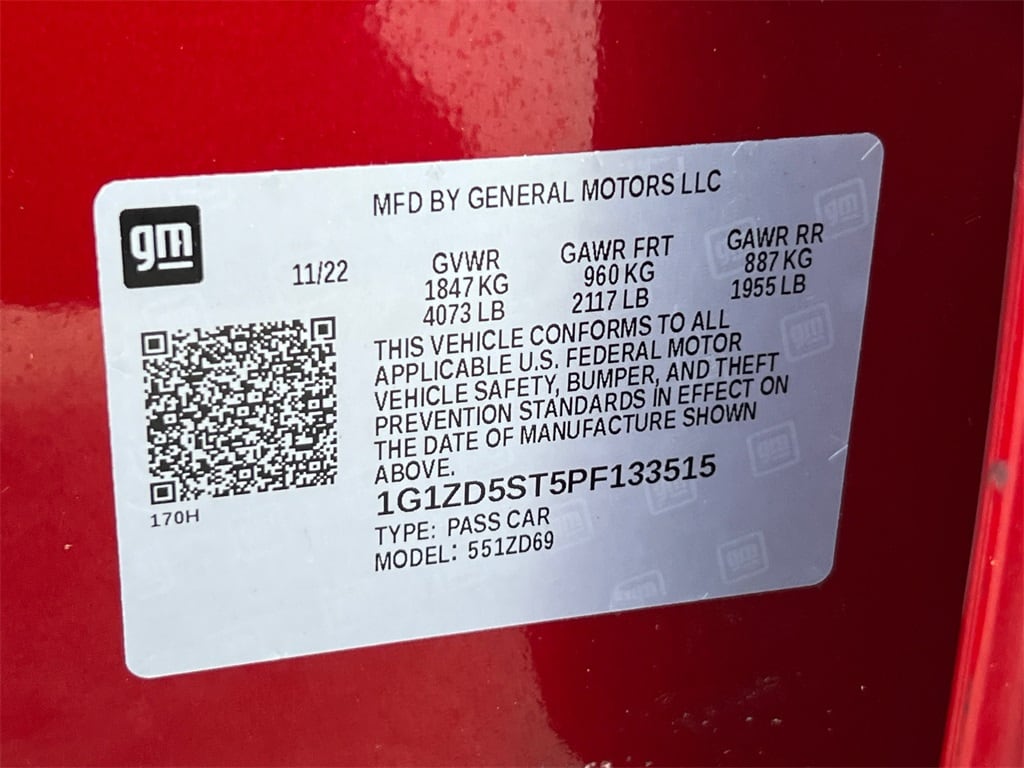 MFD BY GENERAL MOTORS LLC
gm
11/22
GVWR
1847 KG
4073 LB
GAWR FRT
960 KG
2117 LB
GAWR RR
887 KG
1955 LB
THIS VEHICLE CONFORMS TO ALL
APPLICABLE U.S. FEDERAL MOTOR
VEHICLE SAFETY, BUMPER, AND THEFT
PREVENTION STANDARDS IN EFFECT ON
THE DATE OF MANUFACTURE SHOWN
ABOVE.
1G1ZD5ST5PF133515
170H
TYPE: PASS CAR
MODEL: 551ZD69